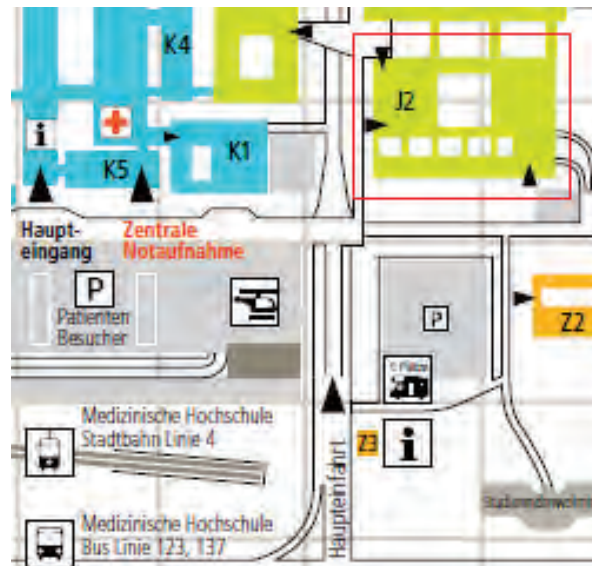 K4
J2
K1
K5
Haupt-
eingang
Zentrale
Notaufnahme
P
Patienten
Besucher
P
Z2
Medizinische Hochschule
Stadtbahn Linie 4
Z3
Haupteinfahrt
Medizinische Hochschule
Bus Linie 123, 137